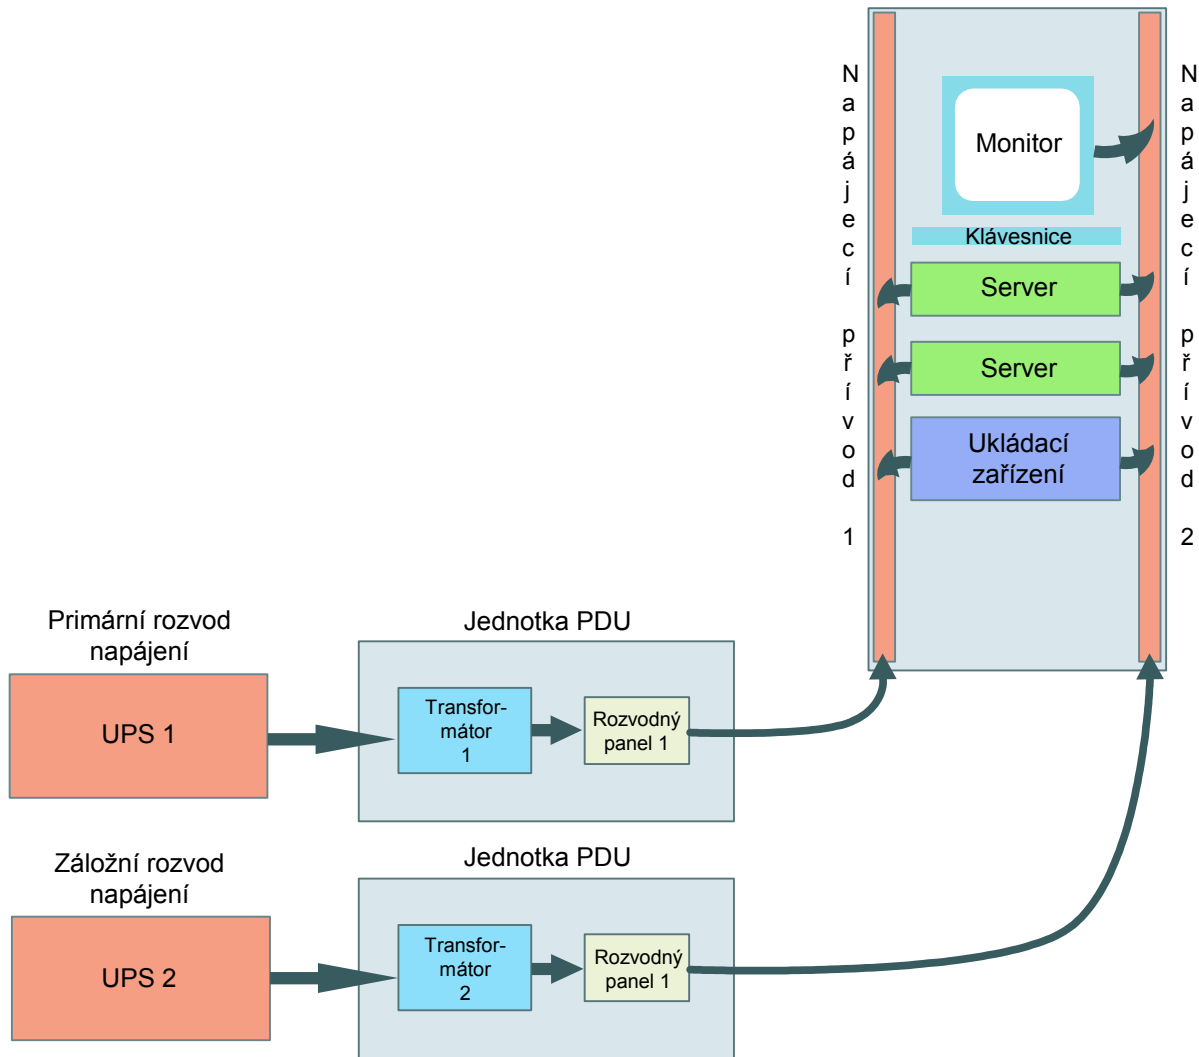 Napájecí přívod 1
Napájecí přívod 2
Monitor
Klávesnice
Server
Server
Ukládací
zařízení
Primární rozvod
napájení
UPS 1
Jednotka PDU
Transfor-
mátor
1
Rozvodný
panel 1
Záložní rozvod
napájení
UPS 2
Jednotka PDU
Transfor-
mátor
2
Rozvodný
panel 1